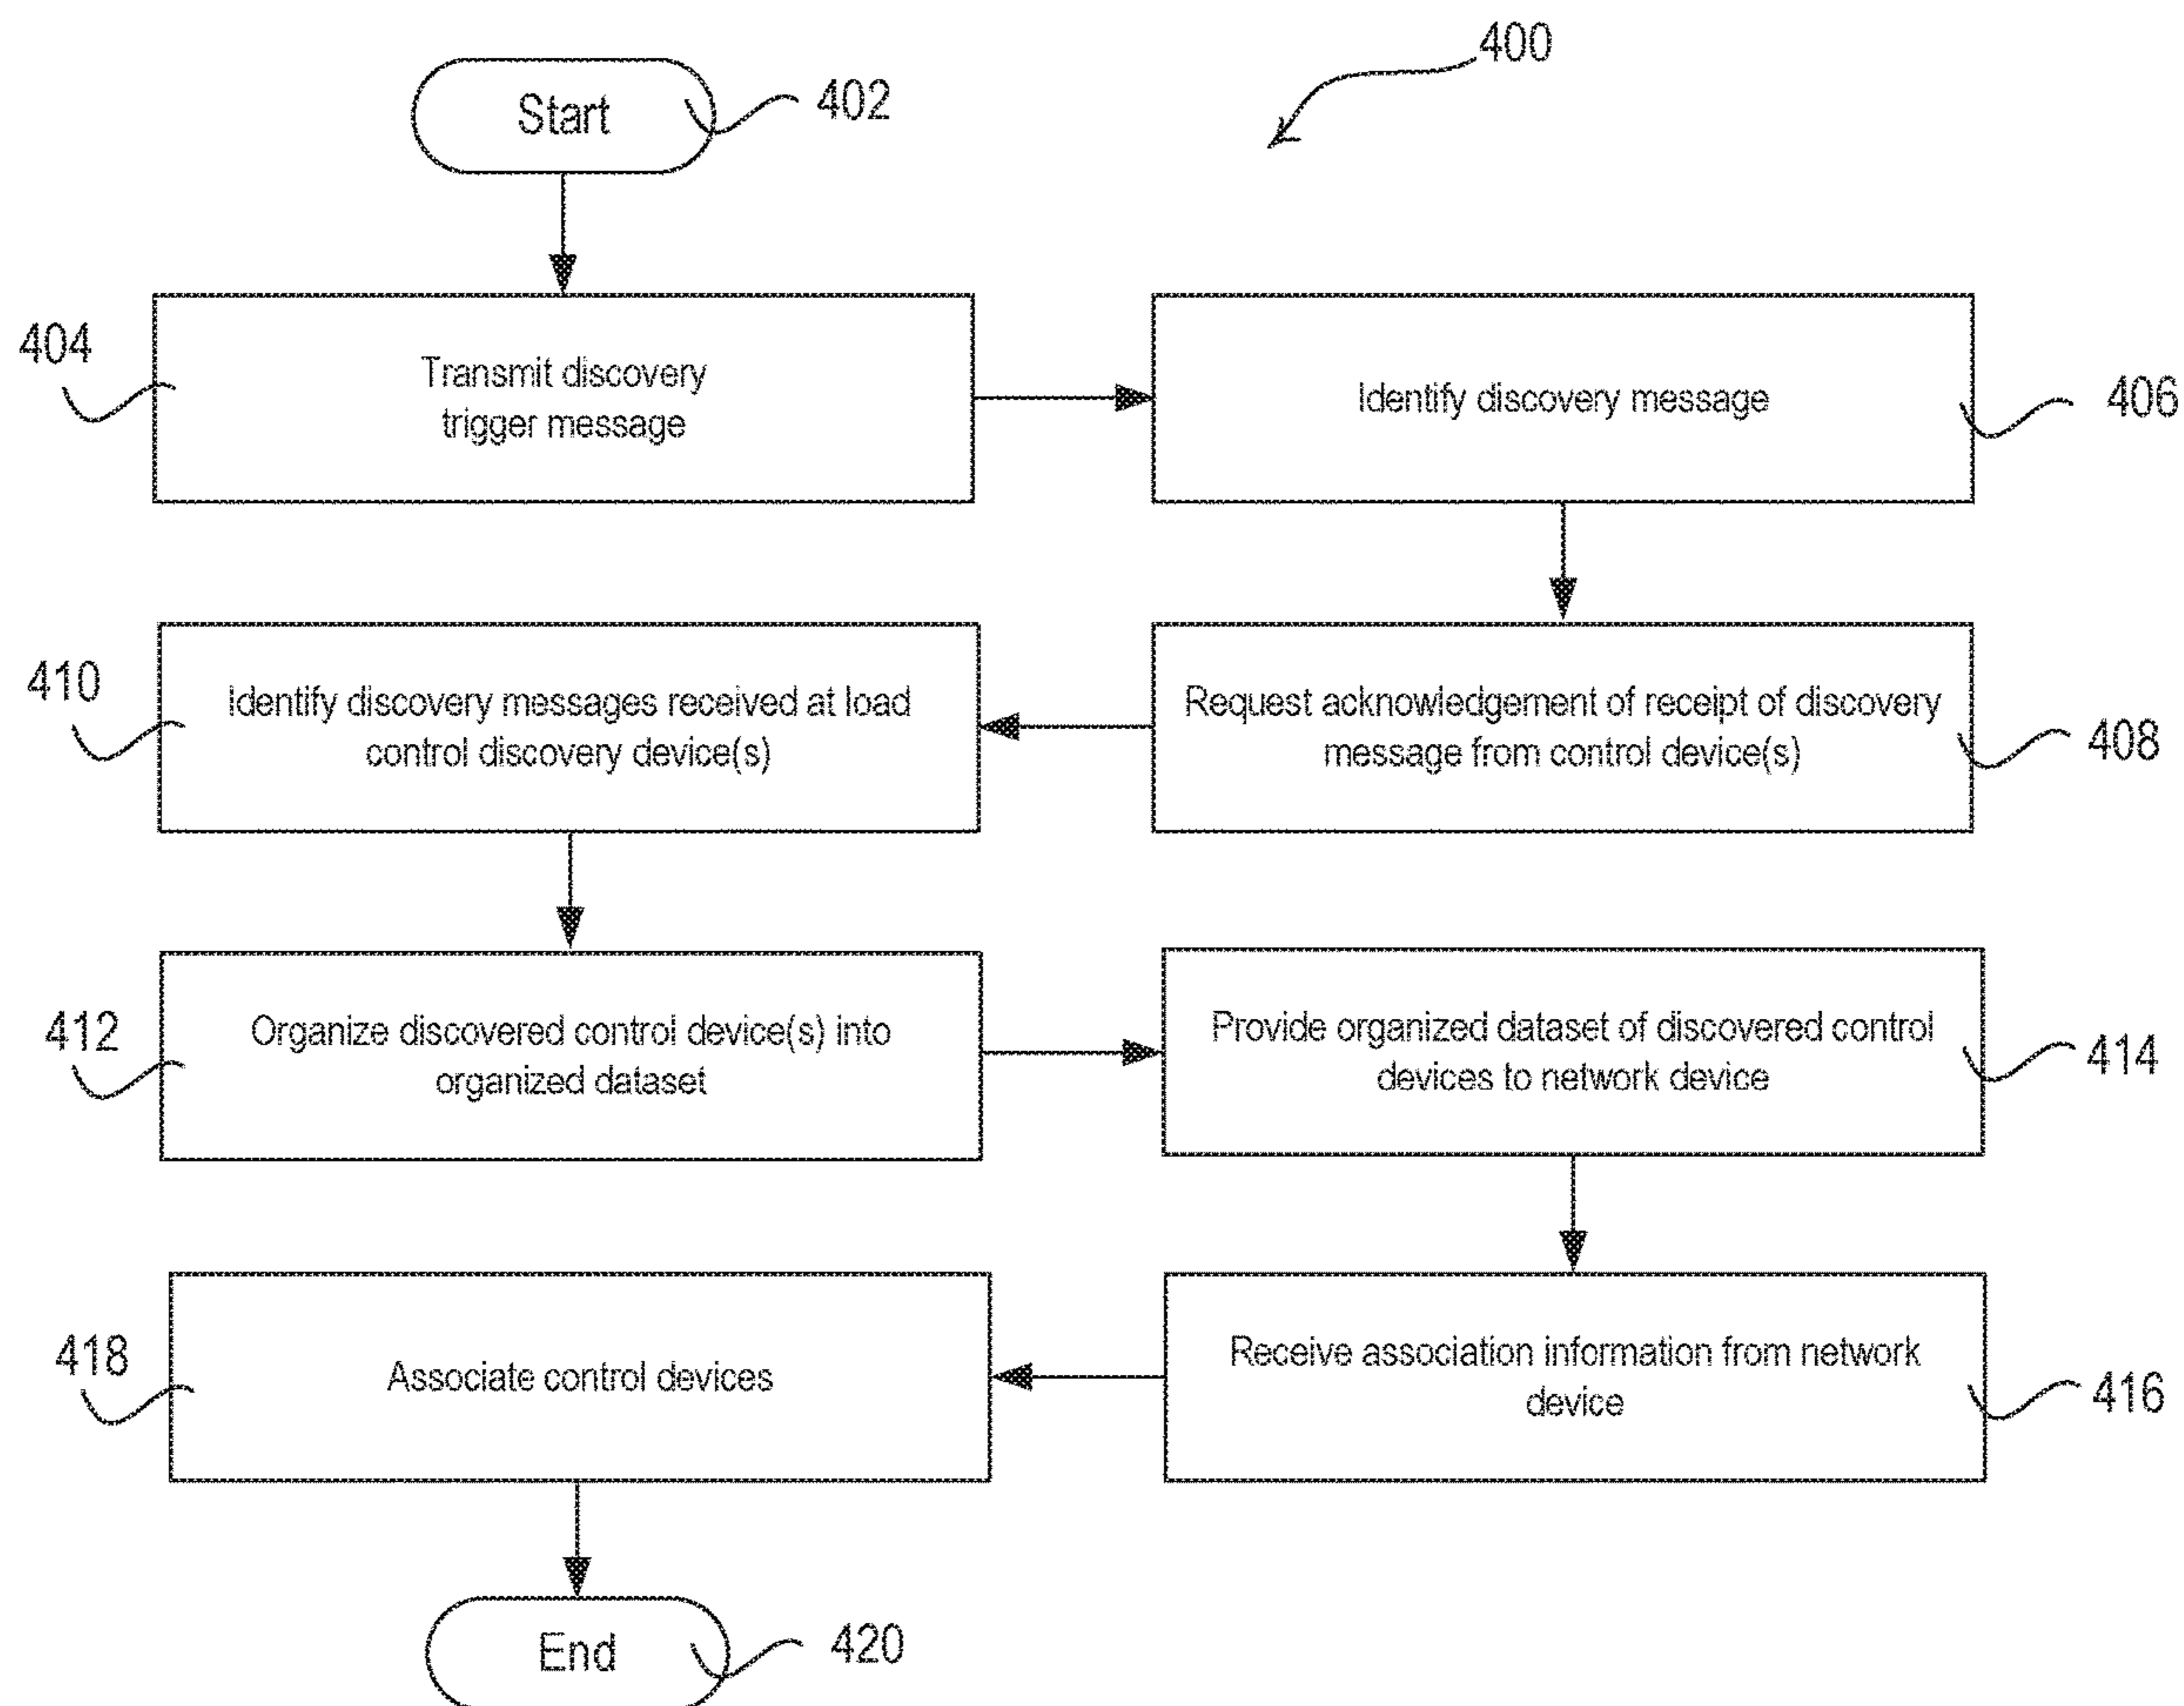 400
Start
402
404
Transmit discovery
trigger message
Identify discovery message
406
410
Identify discovery messages received at load
control discovery device(s)
Request acknowledgement of receipt of discovery
message from control device(s)
408
412
Organize discovered control device(s) into
organized dataset
Provide organized dataset of discovered control
devices to network device
414
418
Associate control devices
Receive association information from network
device
416
End
420